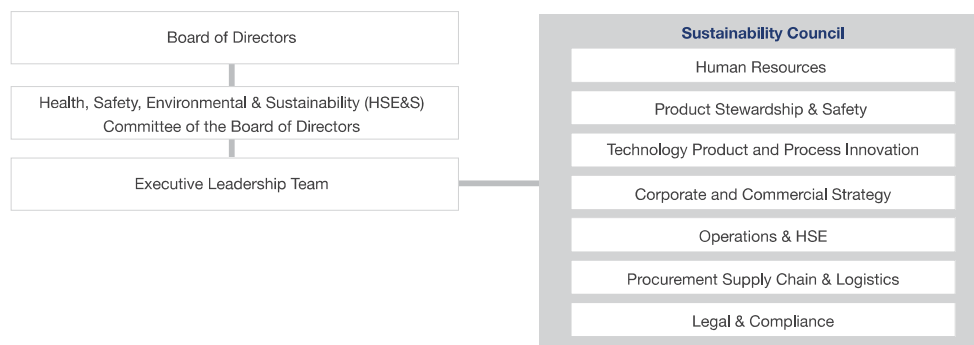 Board of Directors
Health, Safety, Environmental & Sustainability (HSE&S)
Committee of the Board of Directors
Executive Leadership Team
Sustainability Council
Human Resources
Product Stewardship & Safety
Technology Product and Process Innovation
Corporate and Commercial Strategy
Operations & HSE
Procurement Supply Chain & Logistics
Legal & Compliance